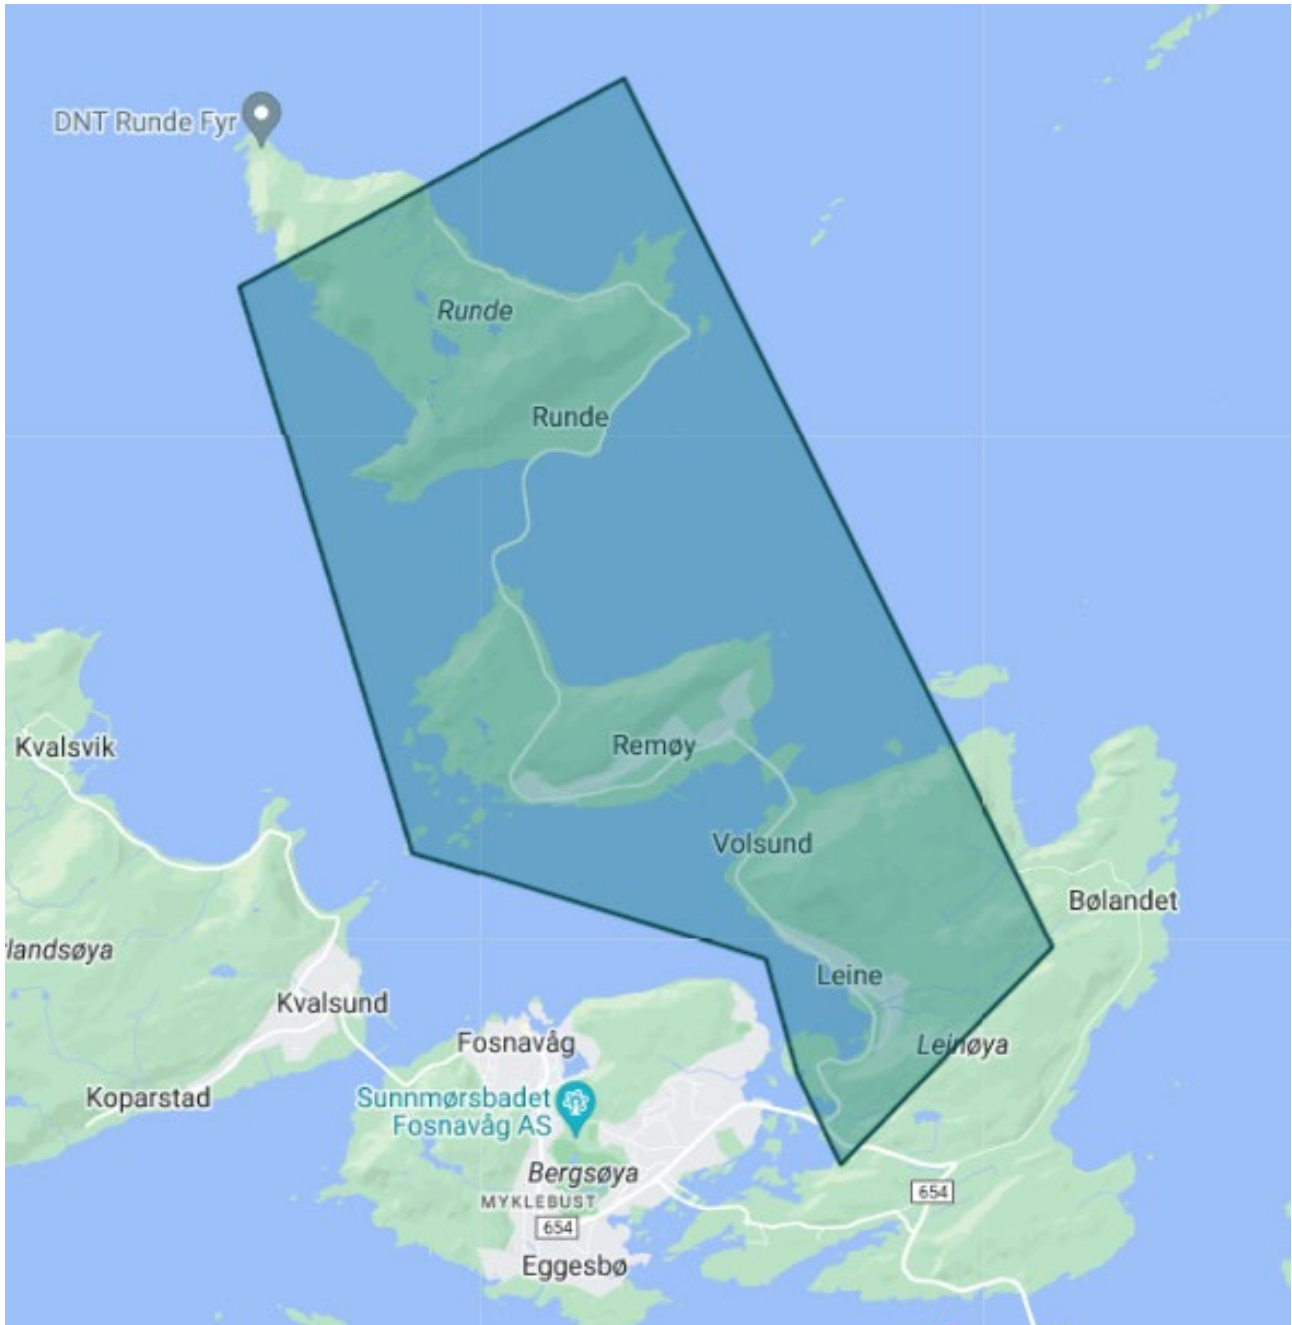 DNT Runde Fyr
Runde
Runde
Kvalsvik
Remøy
Volsund
Bølandet
rlandsøya
Leine
Kvalsund
Fosnavåg
Leinøya
Koparstad
Sunnmørsbadet
Fosnavåg AS
Bergsøya
MYKLEBUST
654
654
Eggesbø